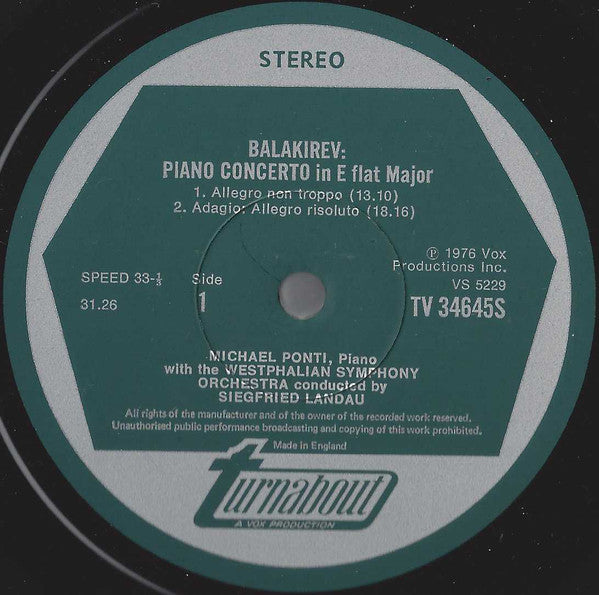 STEREO
BALAKIREV:
PIANO CONCERTO in E flat Major
1. Allegro non troppo (13.10)
2. Adagio: Allegro risoluto (18.16)
℗ 1976 Vox
Productions Inc.
SPEED 33-⅓ Side
VS 5229
31.26 1 TV 34645S
MICHAEL PONTI, Piano
with the WESTPHALIAN SYMPHONY
ORCHESTRA conducted by
SIEGFRIED LANDAU
All rights of the manufacturer and of the owner of the recorded work reserved.
Unauthorised public performance broadcasting and copying of this work prohibited.
Made in England
turnabout
A VOX PRODUCTION